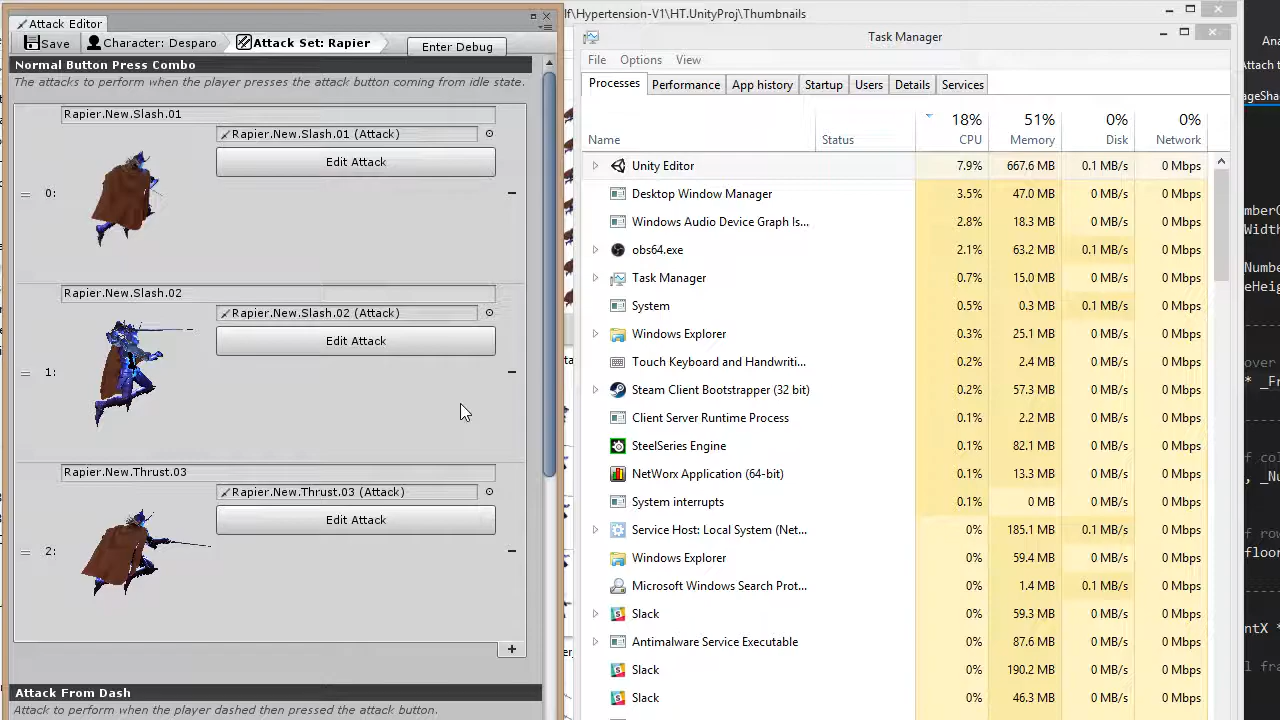 Attack Editor
Save
Character: Desparo
Attack Set: Rapier
Enter Debug
Normal Button Press Combo
The attacks to perform when the player presses the attack button coming from idle state.
Rapier.New.Slash.01
Rapier.New.Slash.01 (Attack)
Edit Attack
0:
Rapier.New.Slash.02
Rapier.New.Slash.02 (Attack)
Edit Attack
1:
Rapier.New.Thrust.03
Rapier.New.Thrust.03 (Attack)
Edit Attack
2:
Attack From Dash
Attack to perform when the player dashed then pressed the attack button.
lf\Hypertension-V1\HT.UnityProj\Thumbnails
Task Manager
File Options View
Processes Performance App history Startup Users Details Services
18% 51% 0% 0%
Name Status CPU Memory Disk Network
Unity Editor 7.9% 667.6 MB 0.1 MB/s 0 Mbps
Desktop Window Manager 3.5% 47.0 MB 0 MB/s 0 Mbps
Windows Audio Device Graph Is... 2.8% 18.3 MB 0 MB/s 0 Mbps
obs64.exe 2.1% 63.2 MB 0.1 MB/s 0 Mbps
Task Manager 0.7% 15.0 MB 0 MB/s 0 Mbps
System 0.5% 0.3 MB 0.1 MB/s 0 Mbps
Windows Explorer 0.3% 25.1 MB 0 MB/s 0 Mbps
Touch Keyboard and Handwriti... 0.2% 2.4 MB 0 MB/s 0 Mbps
Steam Client Bootstrapper (32 bit) 0.2% 57.3 MB 0 MB/s 0 Mbps
Client Server Runtime Process 0.1% 2.2 MB 0 MB/s 0 Mbps
SteelSeries Engine 0.1% 82.1 MB 0 MB/s 0 Mbps
NetWorx Application (64-bit) 0.1% 13.3 MB 0 MB/s 0 Mbps
System interrupts 0.1% 0 MB 0 MB/s 0 Mbps
Service Host: Local System (Net... 0% 185.1 MB 0.1 MB/s 0 Mbps
Windows Explorer 0% 59.4 MB 0 MB/s 0 Mbps
Microsoft Windows Search Prot... 0% 1.4 MB 0.1 MB/s 0 Mbps
Slack 0% 59.3 MB 0 MB/s 0 Mbps
Antimalware Service Executable 0% 87.6 MB 0 MB/s 0 Mbps
Slack 0% 190.2 MB 0 MB/s 0 Mbps
Slack 0% 46.3 MB 0 MB/s 0 Mbps
Ana
Attach t
ageSha
mberC
Width
Numbe
eHeig
over
* _Fr
f col
, _Nu
f row
floor
ntX *
l fra